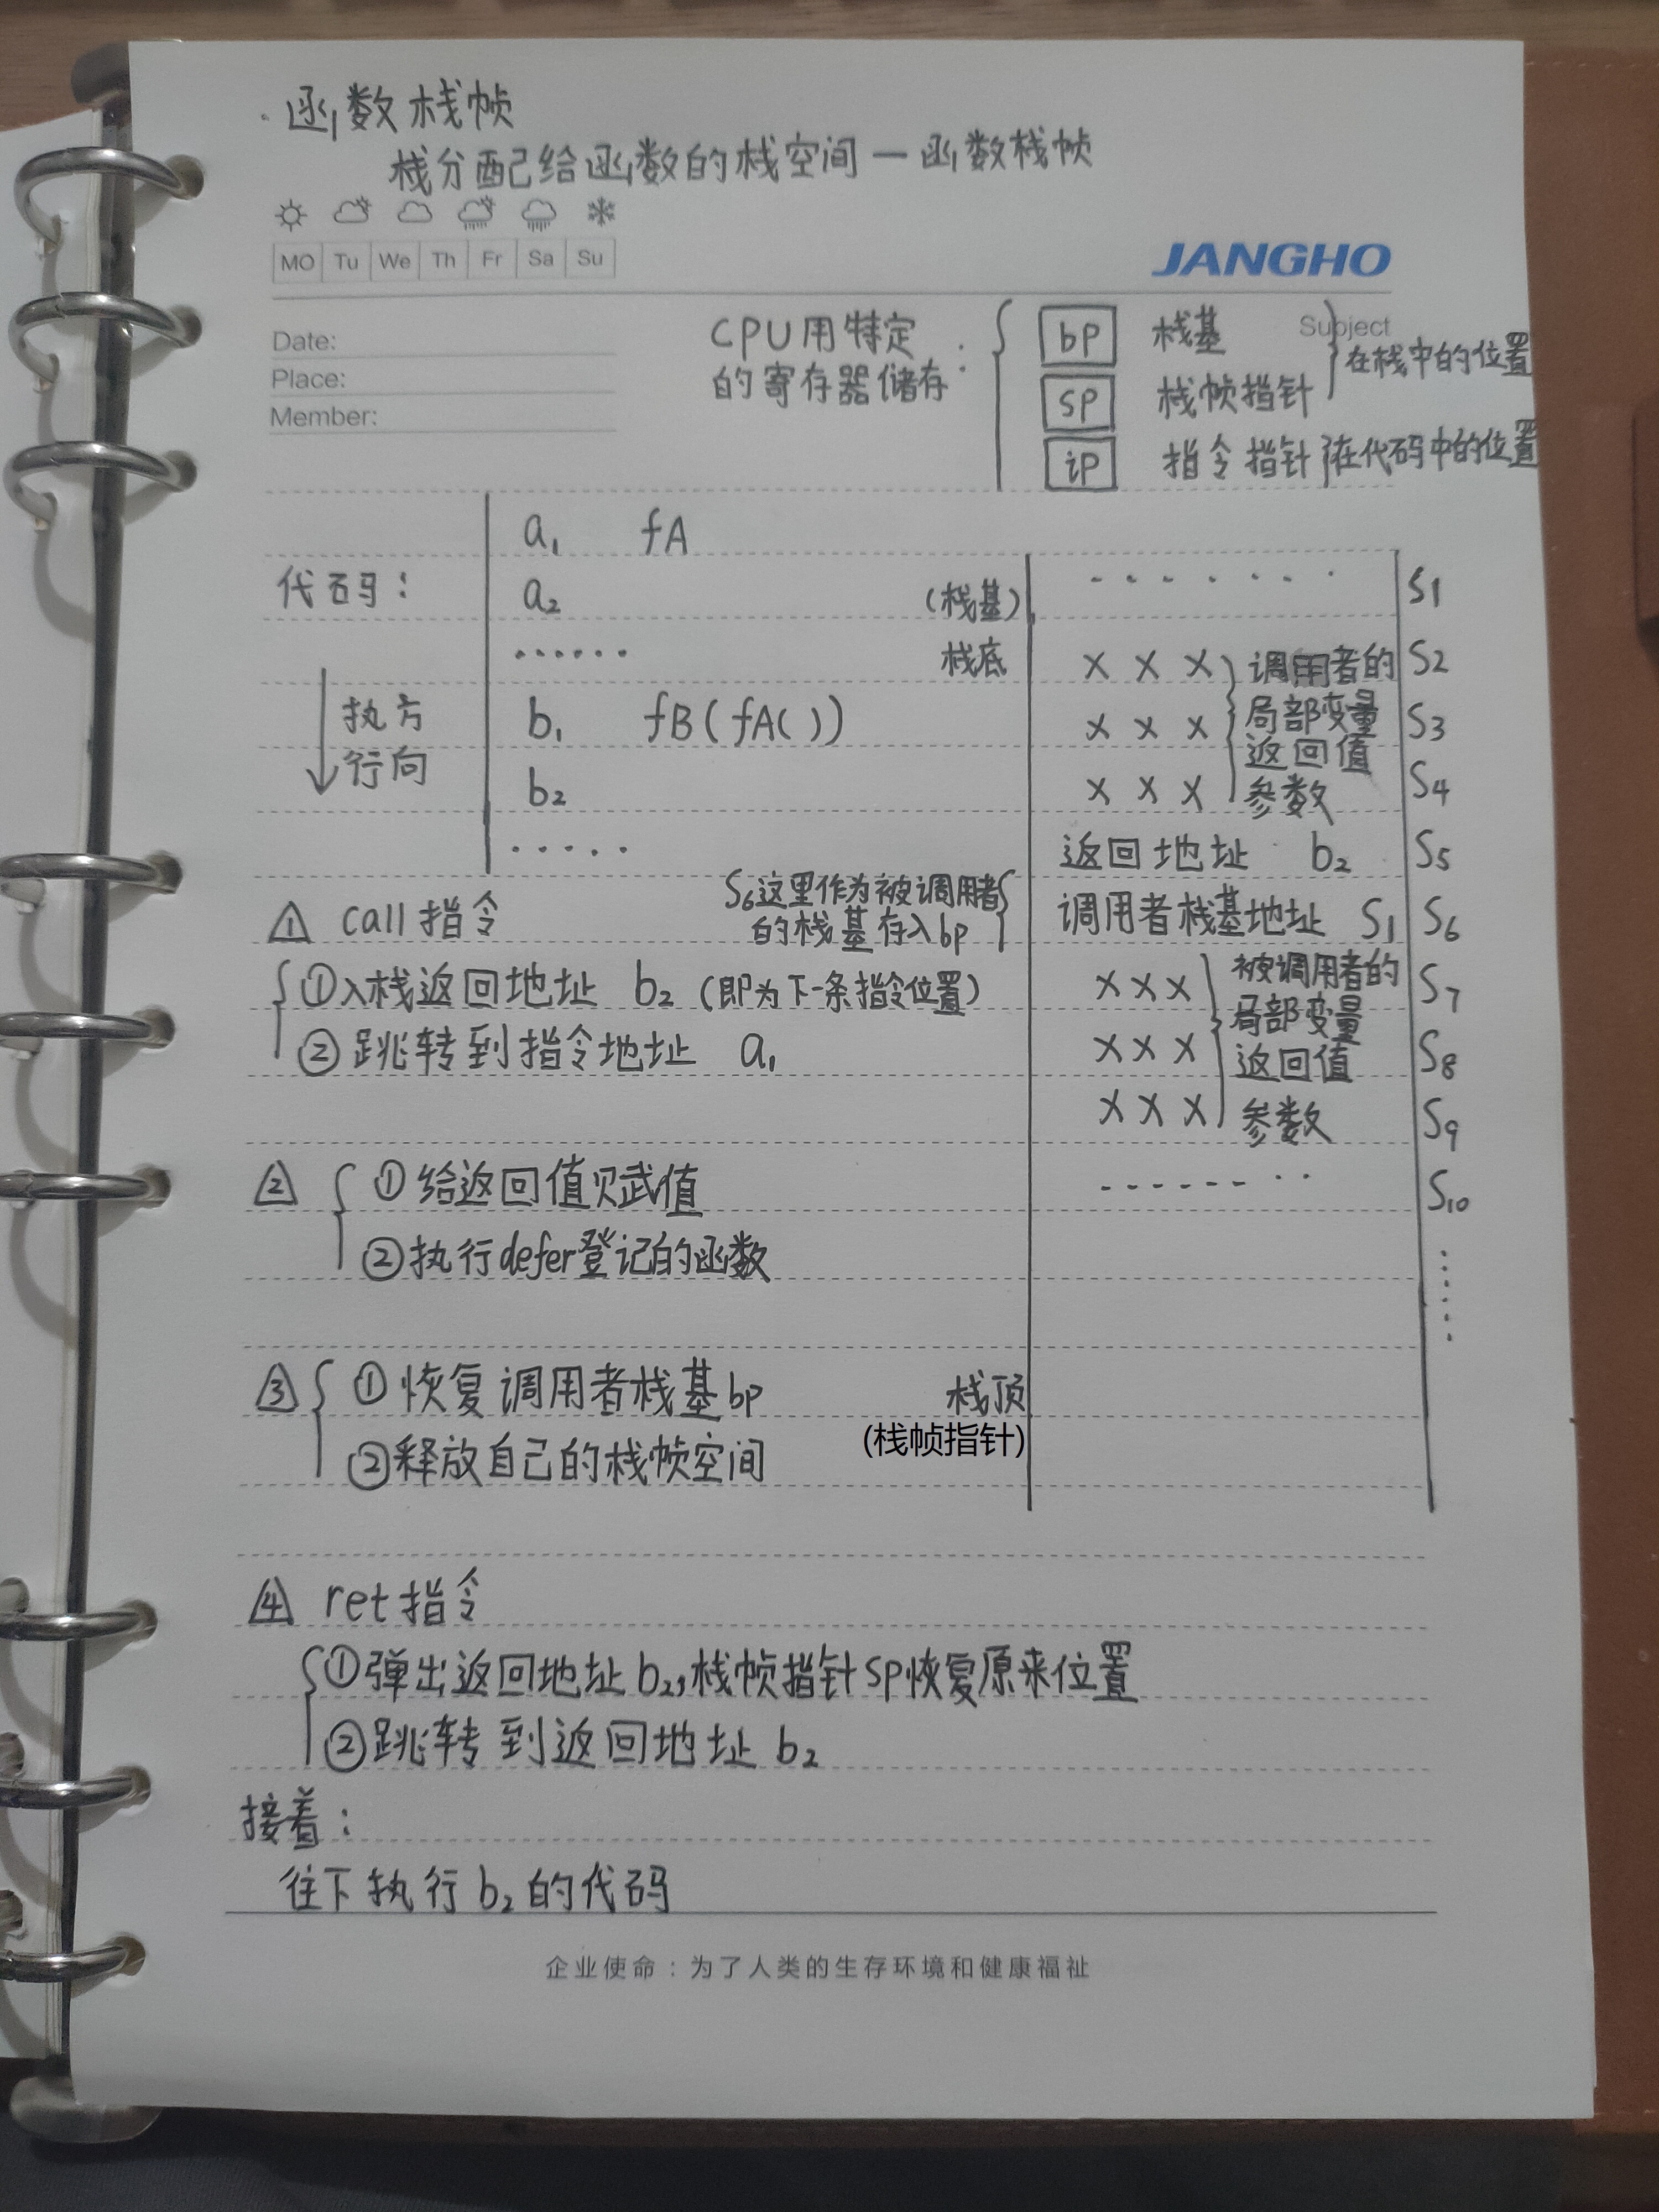 ·函数栈帧
栈分配给函数的栈空间 — 函数栈帧
MO Tu We Th Fr Sa Su
JANGHO
Date:
Place:
Member:
Subject
CPU用特定
的寄存器储存:
bp 栈基
sp 栈帧指针
在栈中的位置
ip 指令指针 在代码中的位置
代码:
执行
方向
a₁ fA
a₂
......
b₁ fB(fA())
b₂
.....
(栈基)
栈底
....... S1
××× S2
××× S3
××× S4
调用者的
局部变量
返回值
参数
返回地址 b₂ S5
调用者栈基地址 S1 S6
S6这里作为被调用者
的栈基存入bp
××× S7
××× S8
××× S9
被调用者的
局部变量
返回值
参数
-------·· S10
......
栈顶
(栈帧指针)
1 call指令
①入栈返回地址 b₂ (即为下一条指令位置)
②跳转到指令地址 a₁
2 ①给返回值赋值
②执行defer登记的函数
3 ①恢复调用者栈基bp
②释放自己的栈帧空间
4 ret指令
①弹出返回地址b₂,栈帧指针sp恢复原来位置
②跳转到返回地址 b₂
接着:
往下执行b₂的代码
企业使命:为了人类的生存环境和健康福祉